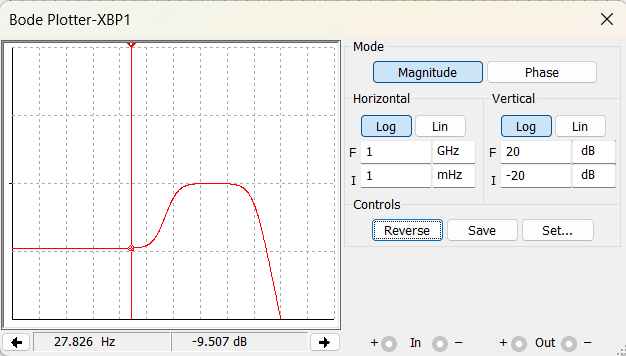 Bode Plotter-XBP1
Mode
Magnitude Phase
Horizontal Vertical
Log Lin Log Lin
F 1 GHz F 20 dB
I 1 mHz I -20 dB
Controls
Reverse Save Set...
27.826 Hz -9.507 dB + In − + Out −